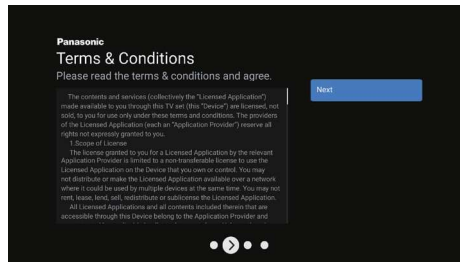 Panasonic
Terms & Conditions
Please read the terms & conditions and agree.
The contents and services (collectively the "Licensed Application")
made available to you through this TV set (this "Device") are licensed, not
sold, to you for use only under these terms and conditions. The providers
of the Licensed Application (each an "Application Provider") reserve all
rights not expressly granted to you.
1.Scope of License
The license granted to you for a Licensed Application by the relevant
Application Provider is limited to a non-transferable license to use the
Licensed Application on the Device that you own or control. You may
not distribute or make the Licensed Application available over a network
where it could be used by multiple devices at the same time. You may not
rent, lease, lend, sell, redistribute or sublicense the Licensed Application.
All Licensed Applications and all contents included therein that are
accessible through this Device belong to the Application Provider and
Next